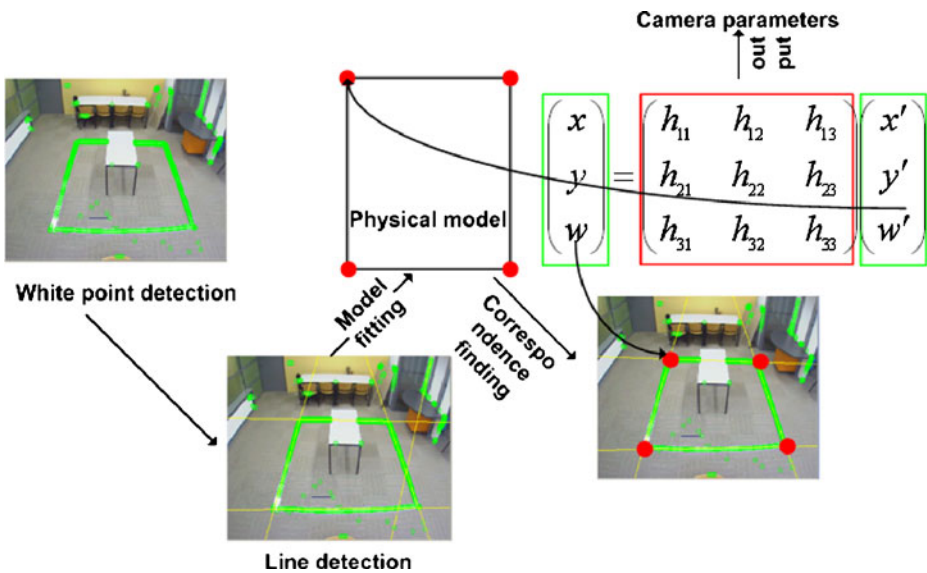 Camera parameters
out
put
x
y
w
=
h11 h12 h13
h21 h22 h23
h31 h32 h33
x'
y'
w'
Physical model
White point detection
Model
fitting
Correspo
ndence
finding
Line detection